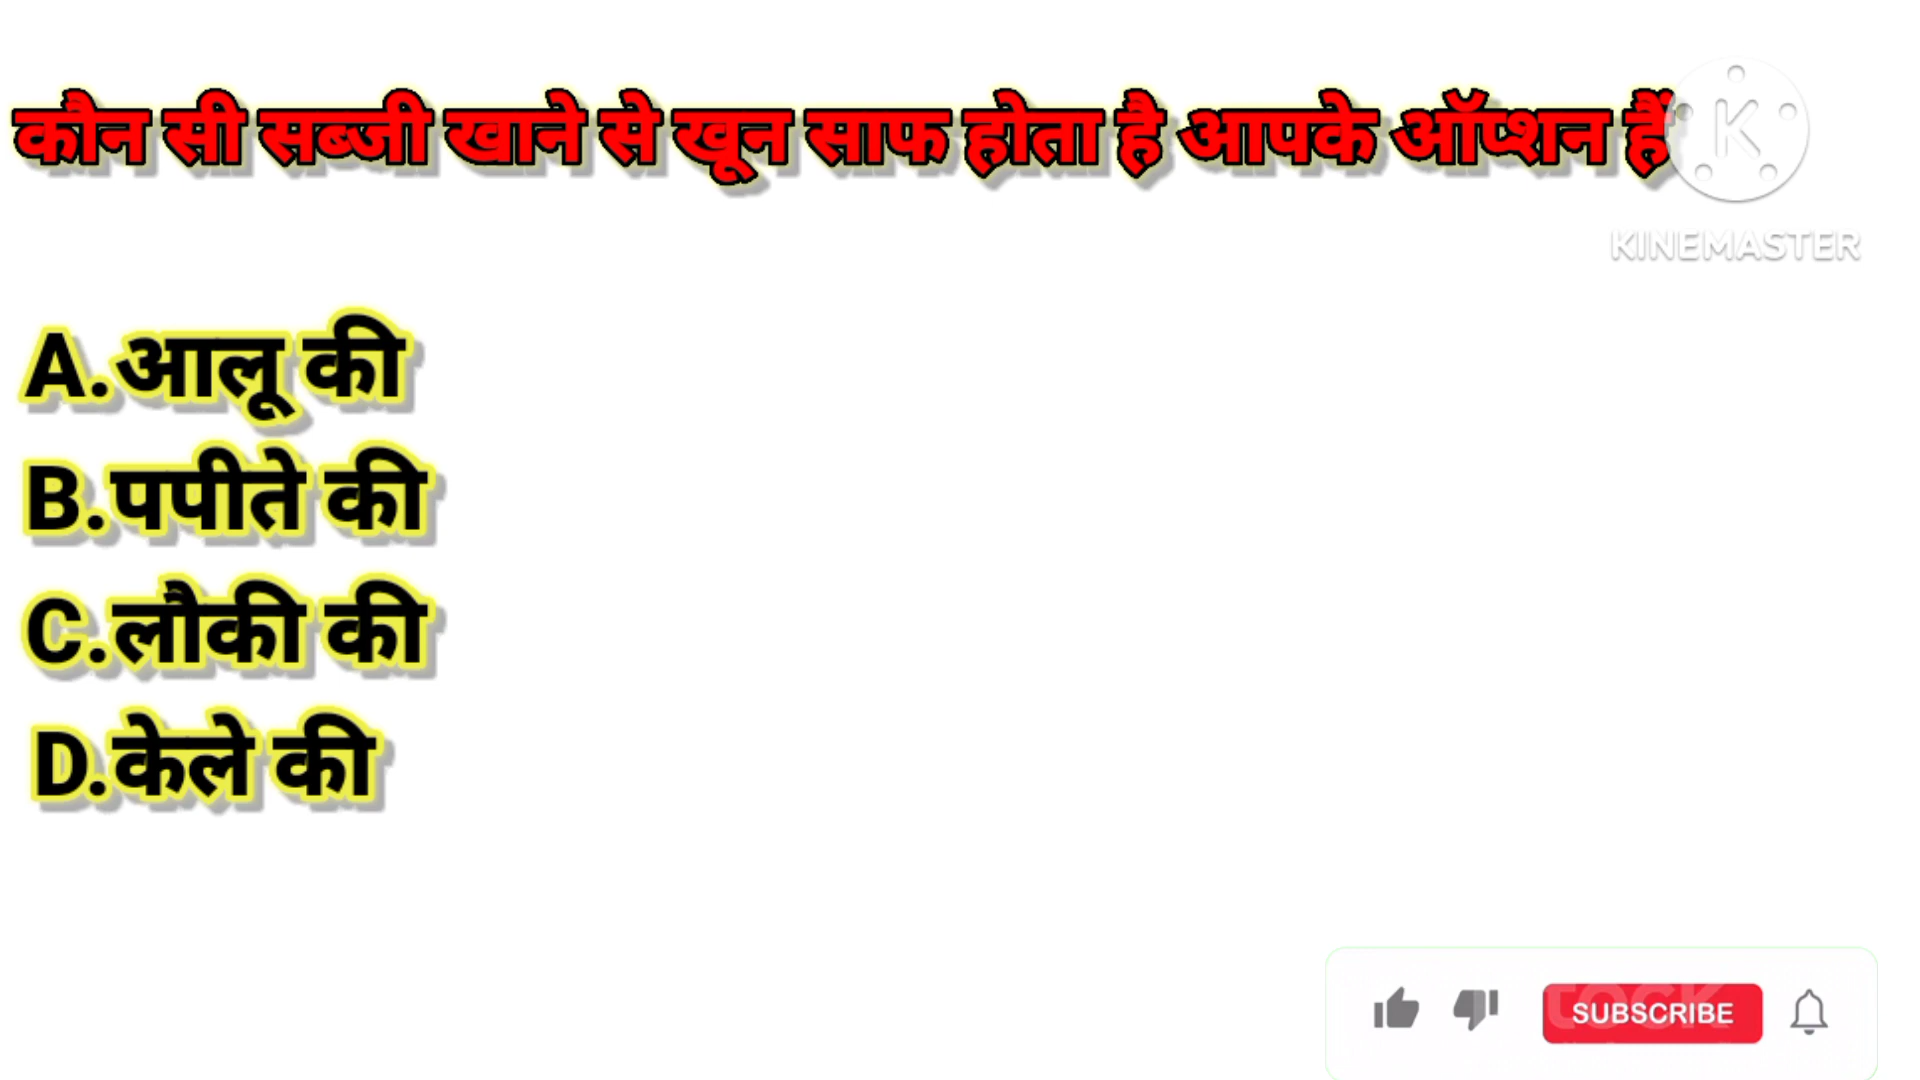 कौन सी सब्जी खाने से खून साफ होता है आपके ऑप्शन हैं
K
KINEMASTER
A.आलू की
B.पपीते की
C.लौकी की
D.केले की
SUBSCRIBE